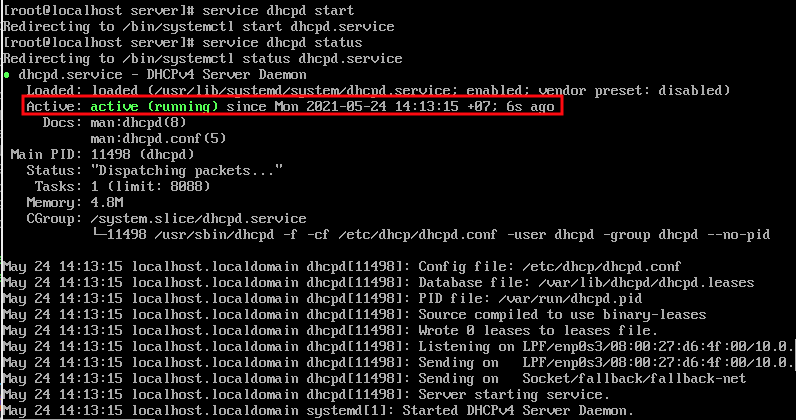 [root@localhost server]# service dhcpd start
Redirecting to /bin/systemctl start dhcpd.service
[root@localhost server]# service dhcpd status
Redirecting to /bin/systemctl status dhcpd.service
● dhcpd.service - DHCPv4 Server Daemon
Loaded: loaded (/usr/lib/systemd/system/dhcpd.service; enabled; vendor preset: disabled)
Active: active (running) since Mon 2021-05-24 14:13:15 +07; 6s ago
Docs: man:dhcpd(8)
man:dhcpd.conf(5)
Main PID: 11498 (dhcpd)
Status: "Dispatching packets..."
Tasks: 1 (limit: 8088)
Memory: 4.8M
CGroup: /system.slice/dhcpd.service
└─11498 /usr/sbin/dhcpd -f -cf /etc/dhcp/dhcpd.conf -user dhcpd -group dhcpd --no-pid
May 24 14:13:15 localhost.localdomain dhcpd[11498]: Config file: /etc/dhcp/dhcpd.conf
May 24 14:13:15 localhost.localdomain dhcpd[11498]: Database file: /var/lib/dhcpd/dhcpd.leases
May 24 14:13:15 localhost.localdomain dhcpd[11498]: PID file: /var/run/dhcpd.pid
May 24 14:13:15 localhost.localdomain dhcpd[11498]: Source compiled to use binary-leases
May 24 14:13:15 localhost.localdomain dhcpd[11498]: Wrote 0 leases to leases file.
May 24 14:13:15 localhost.localdomain dhcpd[11498]: Listening on LPF/enp0s3/08:00:27:d6:4f:00/10.0.
May 24 14:13:15 localhost.localdomain dhcpd[11498]: Sending on   LPF/enp0s3/08:00:27:d6:4f:00/10.0.
May 24 14:13:15 localhost.localdomain dhcpd[11498]: Sending on   Socket/fallback/fallback-net
May 24 14:13:15 localhost.localdomain dhcpd[11498]: Server starting service.
May 24 14:13:15 localhost.localdomain systemd[1]: Started DHCPv4 Server Daemon.